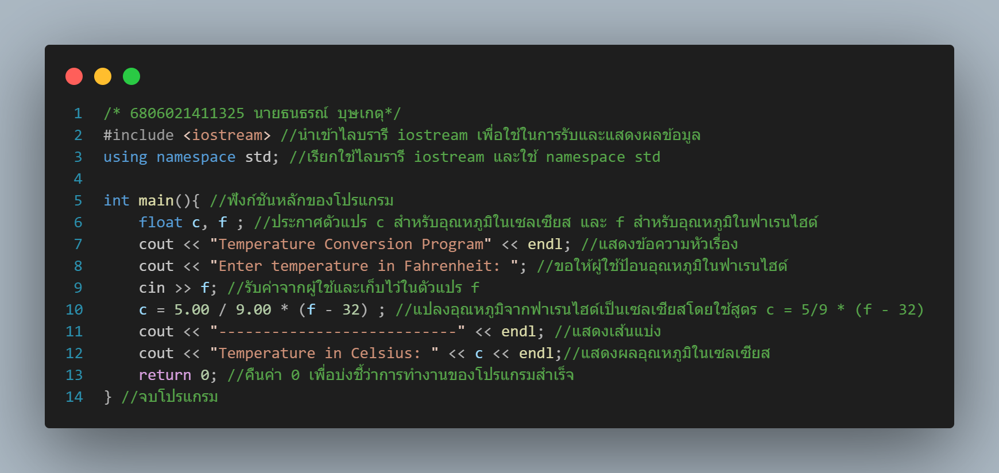 1 /* 6806021411325 นายธนธรณ์ บุษเกตุ*/
2 #include <iostream> //นำเข้าไลบรารี iostream เพื่อใช้ในการรับและแสดงผลข้อมูล
3 using namespace std; //เรียกใช้ไลบรารี iostream และใช้ namespace std
4
5 int main(){ //ฟังก์ชันหลักของโปรแกรม
6     float c, f ; //ประกาศตัวแปร c สำหรับอุณหภูมิในเซลเซียส และ f สำหรับอุณหภูมิในฟาเรนไฮต์
7     cout << "Temperature Conversion Program" << endl; //แสดงข้อความหัวเรื่อง
8     cout << "Enter temperature in Fahrenheit: "; //ขอให้ผู้ใช้ป้อนอุณหภูมิในฟาเรนไฮต์
9     cin >> f; //รับค่าจากผู้ใช้และเก็บไว้ในตัวแปร f
10     c = 5.00 / 9.00 * (f - 32) ; //แปลงอุณหภูมิจากฟาเรนไฮต์เป็นเซลเซียสโดยใช้สูตร c = 5/9 * (f - 32)
11     cout << "---------------------------" << endl; //แสดงเส้นแบ่ง
12     cout << "Temperature in Celsius: " << c << endl;//แสดงผลอุณหภูมิในเซลเซียส
13     return 0; //คืนค่า 0 เพื่อบ่งชี้ว่าการทำงานของโปรแกรมสำเร็จ
14 } //จบโปรแกรม